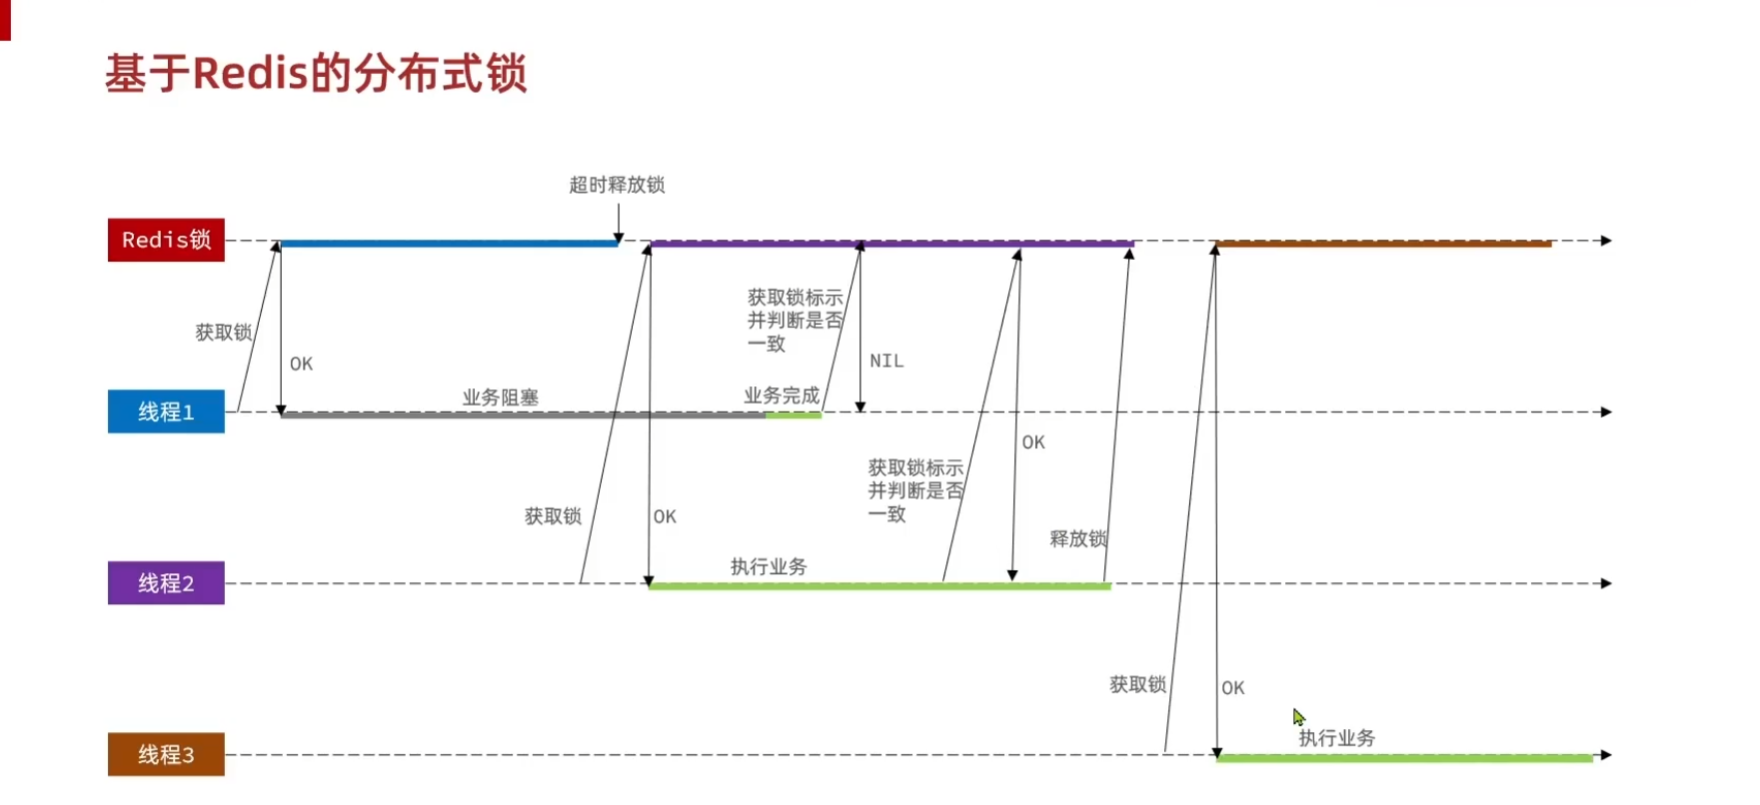 基于Redis的分布式锁
超时释放锁
Redis锁
获取锁标示
并判断是否
一致
获取锁
OK
NIL
业务阻塞
业务完成
线程1
OK
获取锁标示
并判断是否
一致
获取锁
OK
释放锁
执行业务
线程2
获取锁
OK
执行业务
线程3